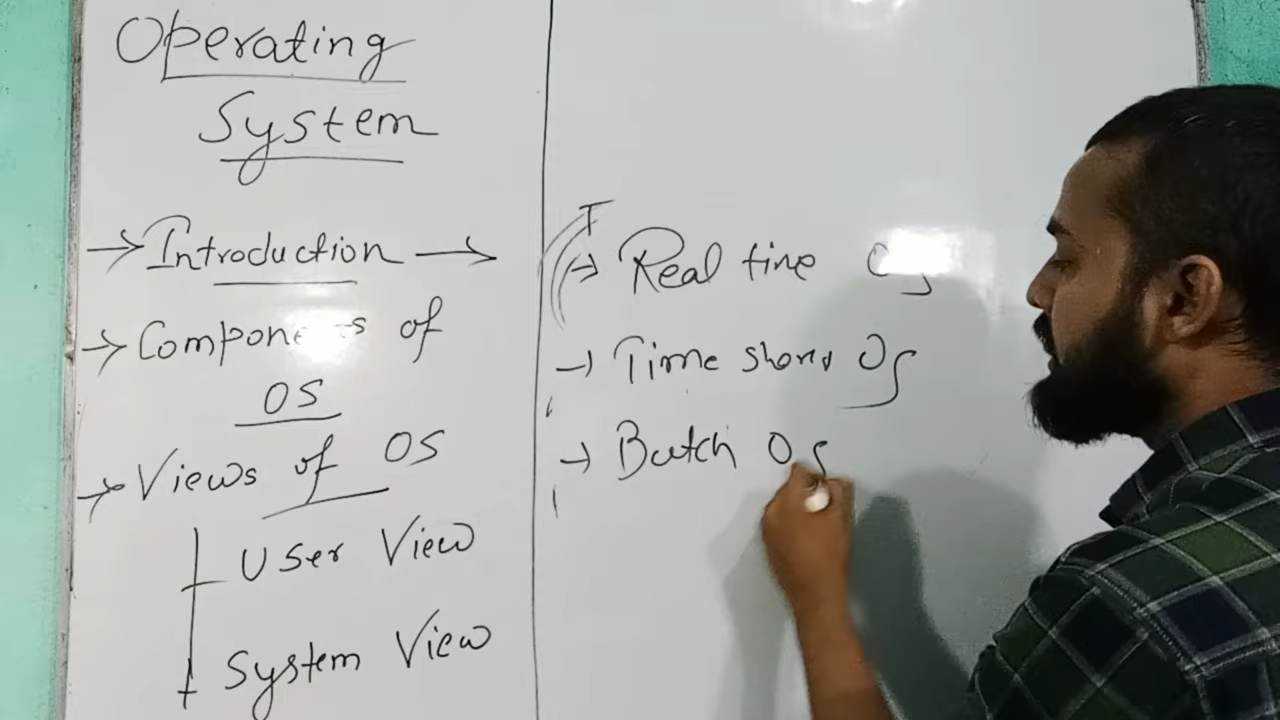 Operating
System
→ Introduction →
→ Components of
OS
→ Views of OS
User View
System View
→ Real time Os
→ Time share Os
→ Batch Os